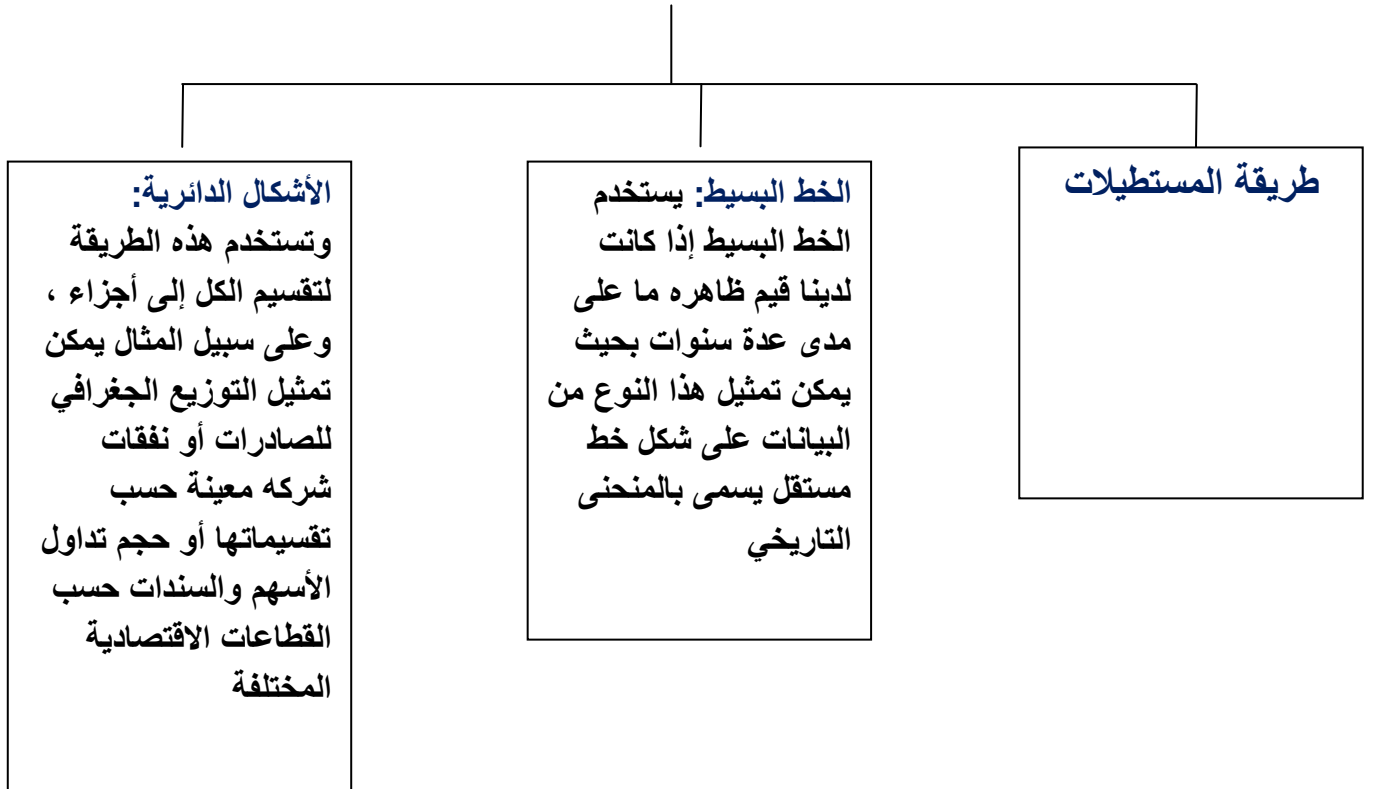 طريقة المستطيلات
الخط البسيط: يستخدم
الخط البسيط إذا كانت
لدينا قيم ظاهره ما على
مدى عدة سنوات بحيث
يمكن تمثيل هذا النوع من
البيانات على شكل خط
مستقل يسمى بالمنحنى
التاريخي
الأشكال الدائرية:
وتستخدم هذه الطريقة
لتقسيم الكل إلى أجزاء ،
وعلى سبيل المثال يمكن
تمثيل التوزيع الجغرافي
للصادرات أو نفقات
شركه معينة حسب
تقسيماتها أو حجم تداول
الأسهم والسندات حسب
القطاعات الاقتصادية
المختلفة